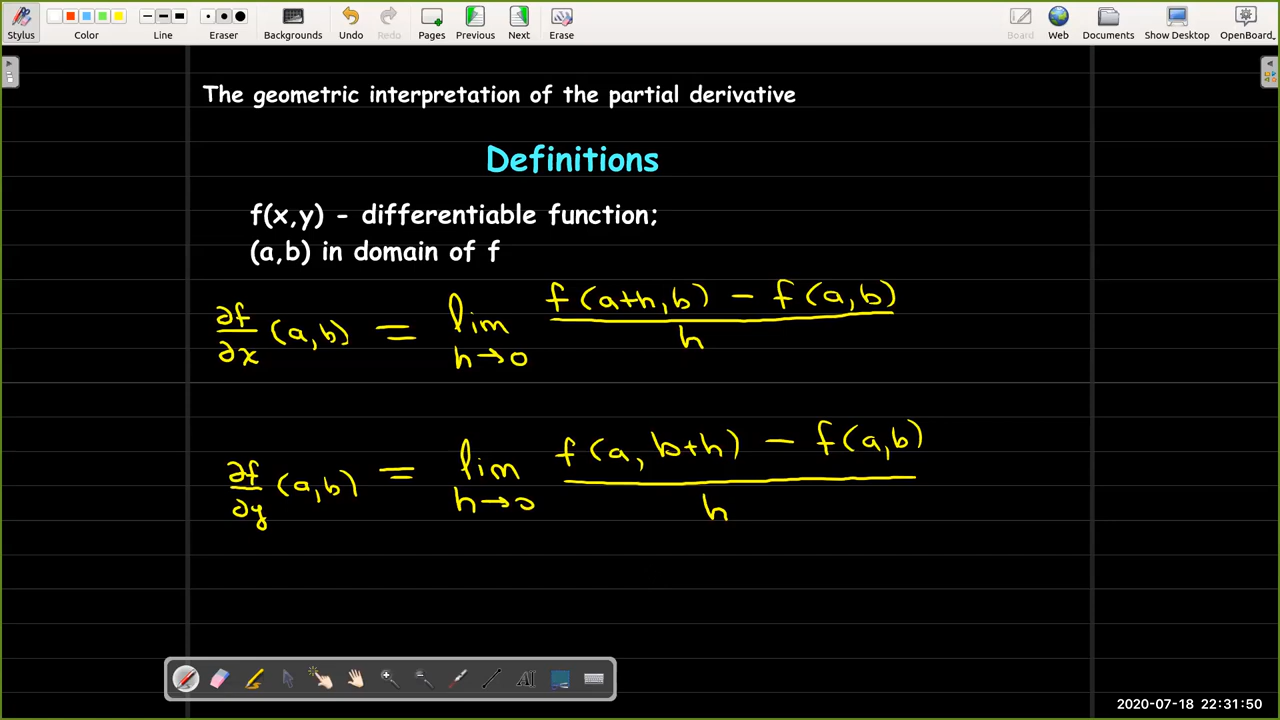 Stylus Color Line Eraser Backgrounds Undo Redo Pages Previous Next Erase Board Web Documents Show Desktop OpenBoard
The geometric interpretation of the partial derivative
Definitions
f(x,y) - differentiable function;
(a,b) in domain of f
∂f/∂x (a,b) = lim h→0 f(a+h,b) − f(a,b) / h
∂f/∂y (a,b) = lim h→0 f(a, b+h) − f(a,b) / h
2020-07-18 22:31:50